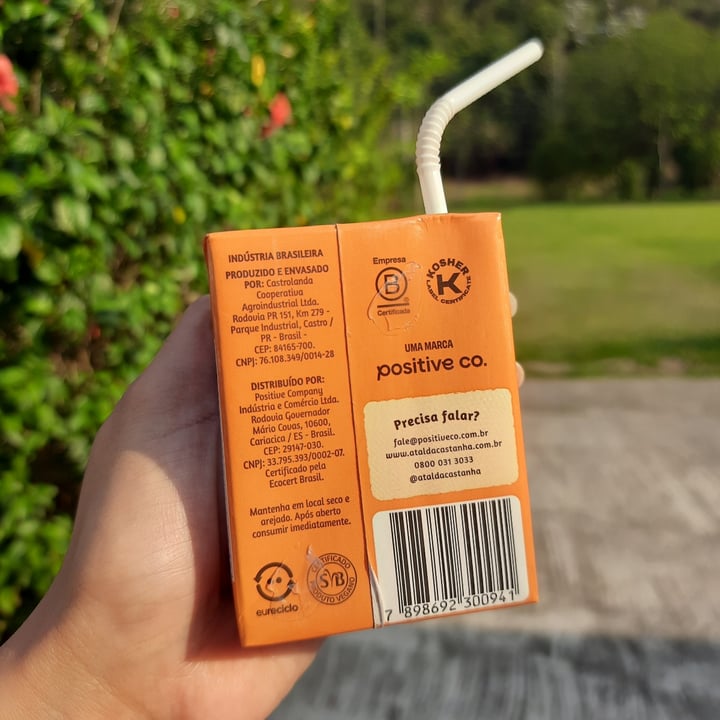 INDÚSTRIA BRASILEIRA
PRODUZIDO E ENVASADO
POR: Castrolanda
Cooperativa
Agroindustrial Ltda.
Rodovia PR 151, Km 279 -
Parque Industrial, Castro /
PR - Brasil -
CEP: 84165-700.
CNPJ: 76.108.349/0014-28
DISTRIBUÍDO POR:
Positive Company
Indústria e Comércio Ltda.
Rodovia Governador
Mário Covas, 10600,
Cariacica / ES - Brasil.
CEP: 29147-030.
CNPJ: 33.795.393/0002-07.
Certificado pela
Ecocert Brasil.
Mantenha em local seco e
arejado. Após aberto
consumir imediatamente.
eureciclo
CERTIFICADO
SVB
PRODUTO VEGANO
Empresa
B
Certificada
KOSHER
K
LABEL CERTIFICATE
UMA MARCA
positive co.
Precisa falar?
fale@positiveco.com.br
www.ataldacastanha.com.br
0800 031 3033
@ataldacastanha
7 898692 300941